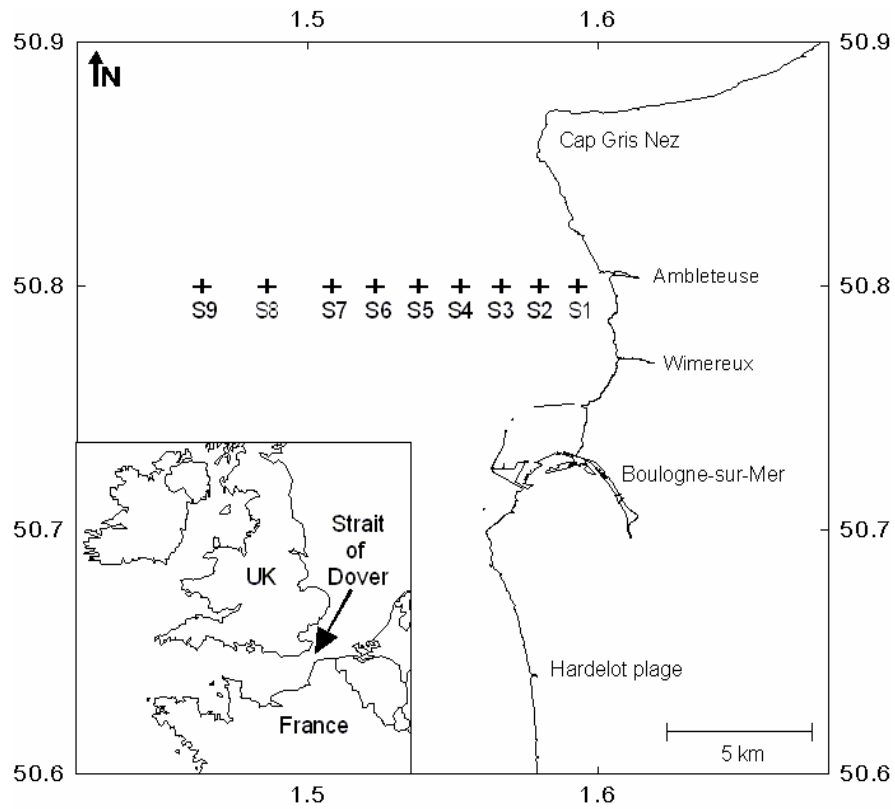 1.5 1.6
50.9 50.9
N
Cap Gris Nez
Ambleteuse
50.8 50.8
S9 S8 S7 S6 S5 S4 S3 S2 S1
Wimereux
Boulogne-sur-Mer
50.7 50.7
Strait
of
Dover
UK
France
Hardelot plage
5 km
50.6 50.6
1.5 1.6